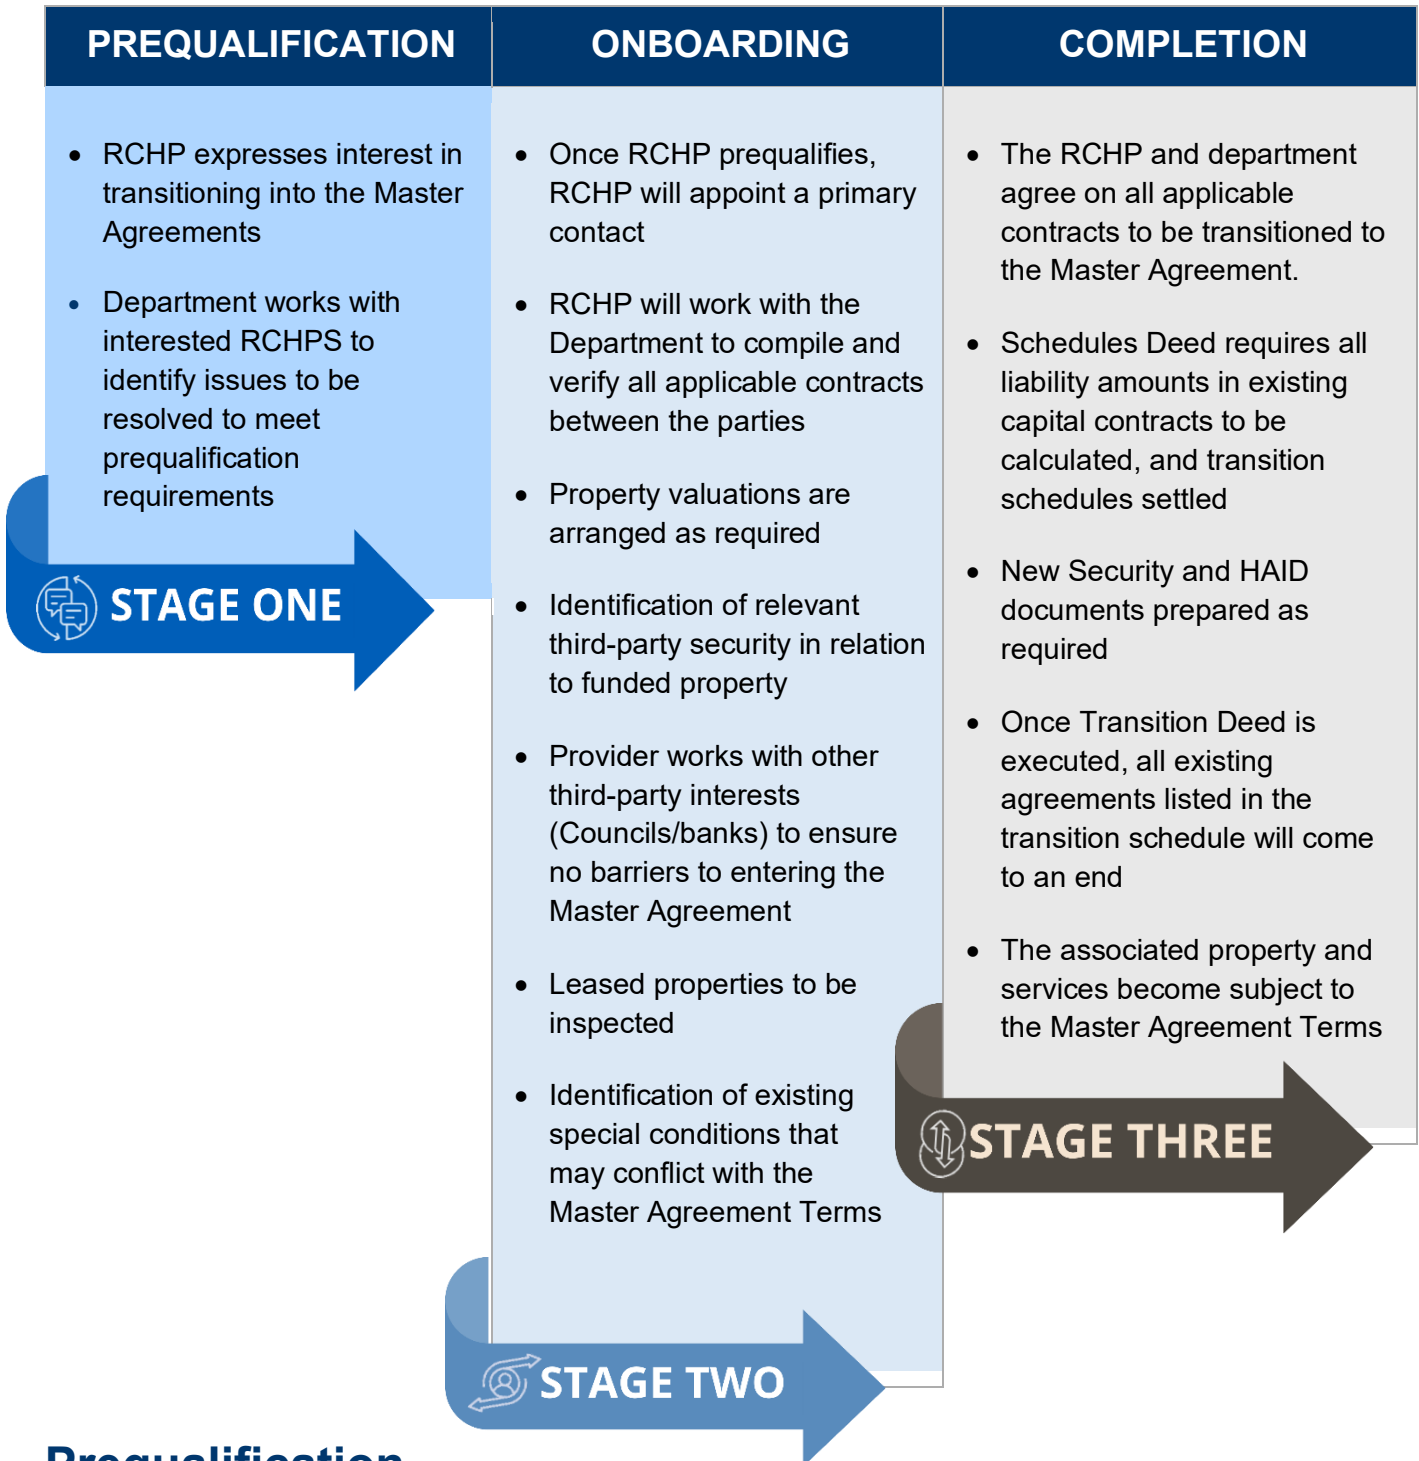 PREQUALIFICATION
• RCHP expresses interest in
transitioning into the Master
Agreements
• Department works with
interested RCHPS to
identify issues to be
resolved to meet
prequalification
requirements
STAGE ONE
ONBOARDING
• Once RCHP prequalifies,
RCHP will appoint a primary
contact
• RCHP will work with the
Department to compile and
verify all applicable contracts
between the parties
• Property valuations are
arranged as required
• Identification of relevant
third-party security in relation
to funded property
• Provider works with other
third-party interests
(Councils/banks) to ensure
no barriers to entering the
Master Agreement
• Leased properties to be
inspected
• Identification of existing
special conditions that
may conflict with the
Master Agreement Terms
STAGE TWO
COMPLETION
• The RCHP and department
agree on all applicable
contracts to be transitioned to
the Master Agreement.
• Schedules Deed requires all
liability amounts in existing
capital contracts to be
calculated, and transition
schedules settled
• New Security and HAID
documents prepared as
required
• Once Transition Deed is
executed, all existing
agreements listed in the
transition schedule will come
to an end
• The associated property and
services become subject to
the Master Agreement Terms
STAGE THREE
Prequalification